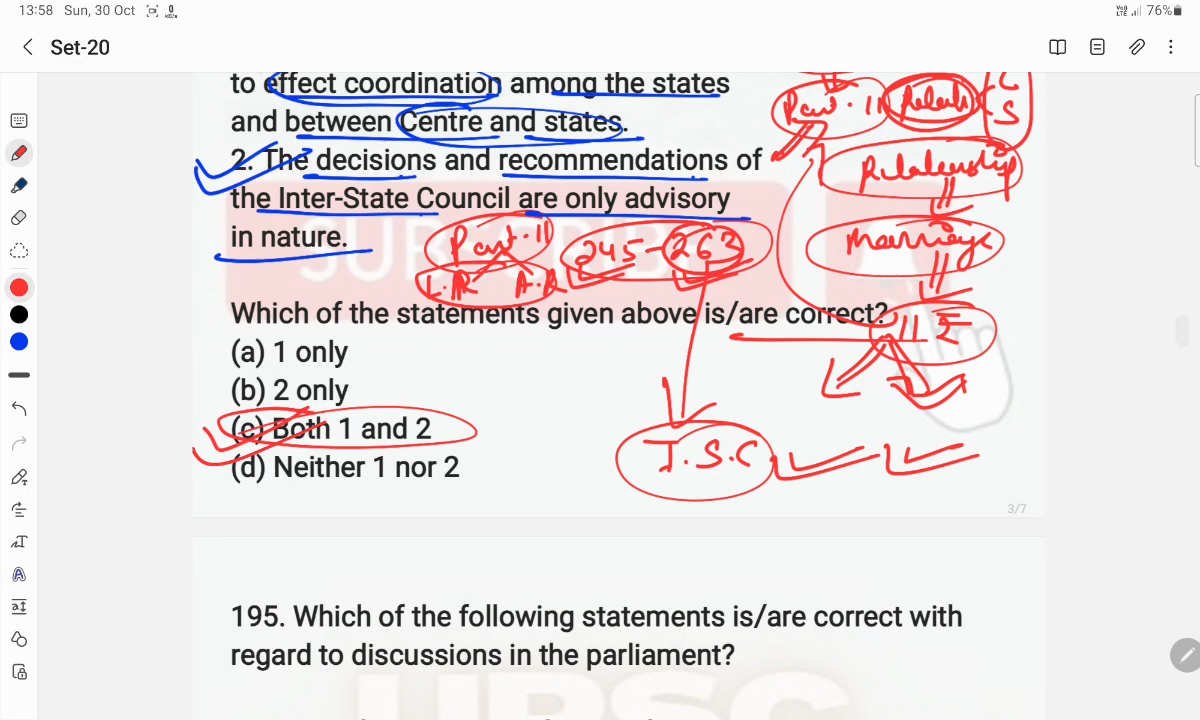 13:58 Sun, 30 Oct
76%
Set-20
to effect coordination among the states
and between Centre and states.
2. The decisions and recommendations of
the Inter-State Council are only advisory
in nature.
Part. 11 Relati C S
Relationship
Marriage
11
Part. 11 245-263
L.R A.R
Which of the statements given above is/are correct?
(a) 1 only
(b) 2 only
(c) Both 1 and 2
(d) Neither 1 nor 2
I.S.C
3/7
195. Which of the following statements is/are correct with
regard to discussions in the parliament?
UPSC
SUBSCRIBE